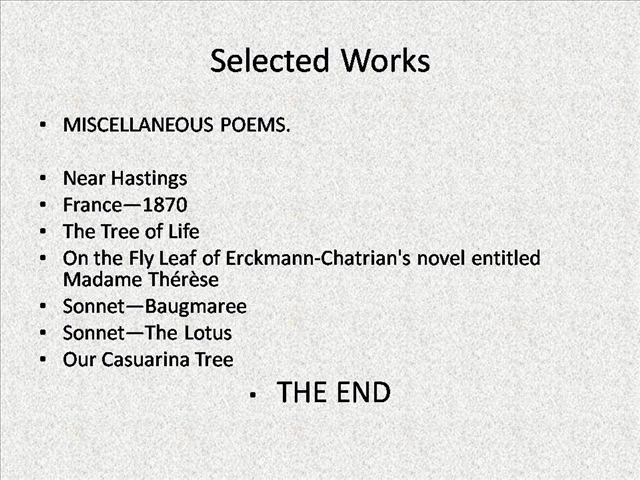 Selected Works
• MISCELLANEOUS POEMS.
• Near Hastings
• France—1870
• The Tree of Life
• On the Fly Leaf of Erckmann-Chatrian's novel entitled
Madame Thérèse
• Sonnet—Baugmaree
• Sonnet—The Lotus
• Our Casuarina Tree
• THE END